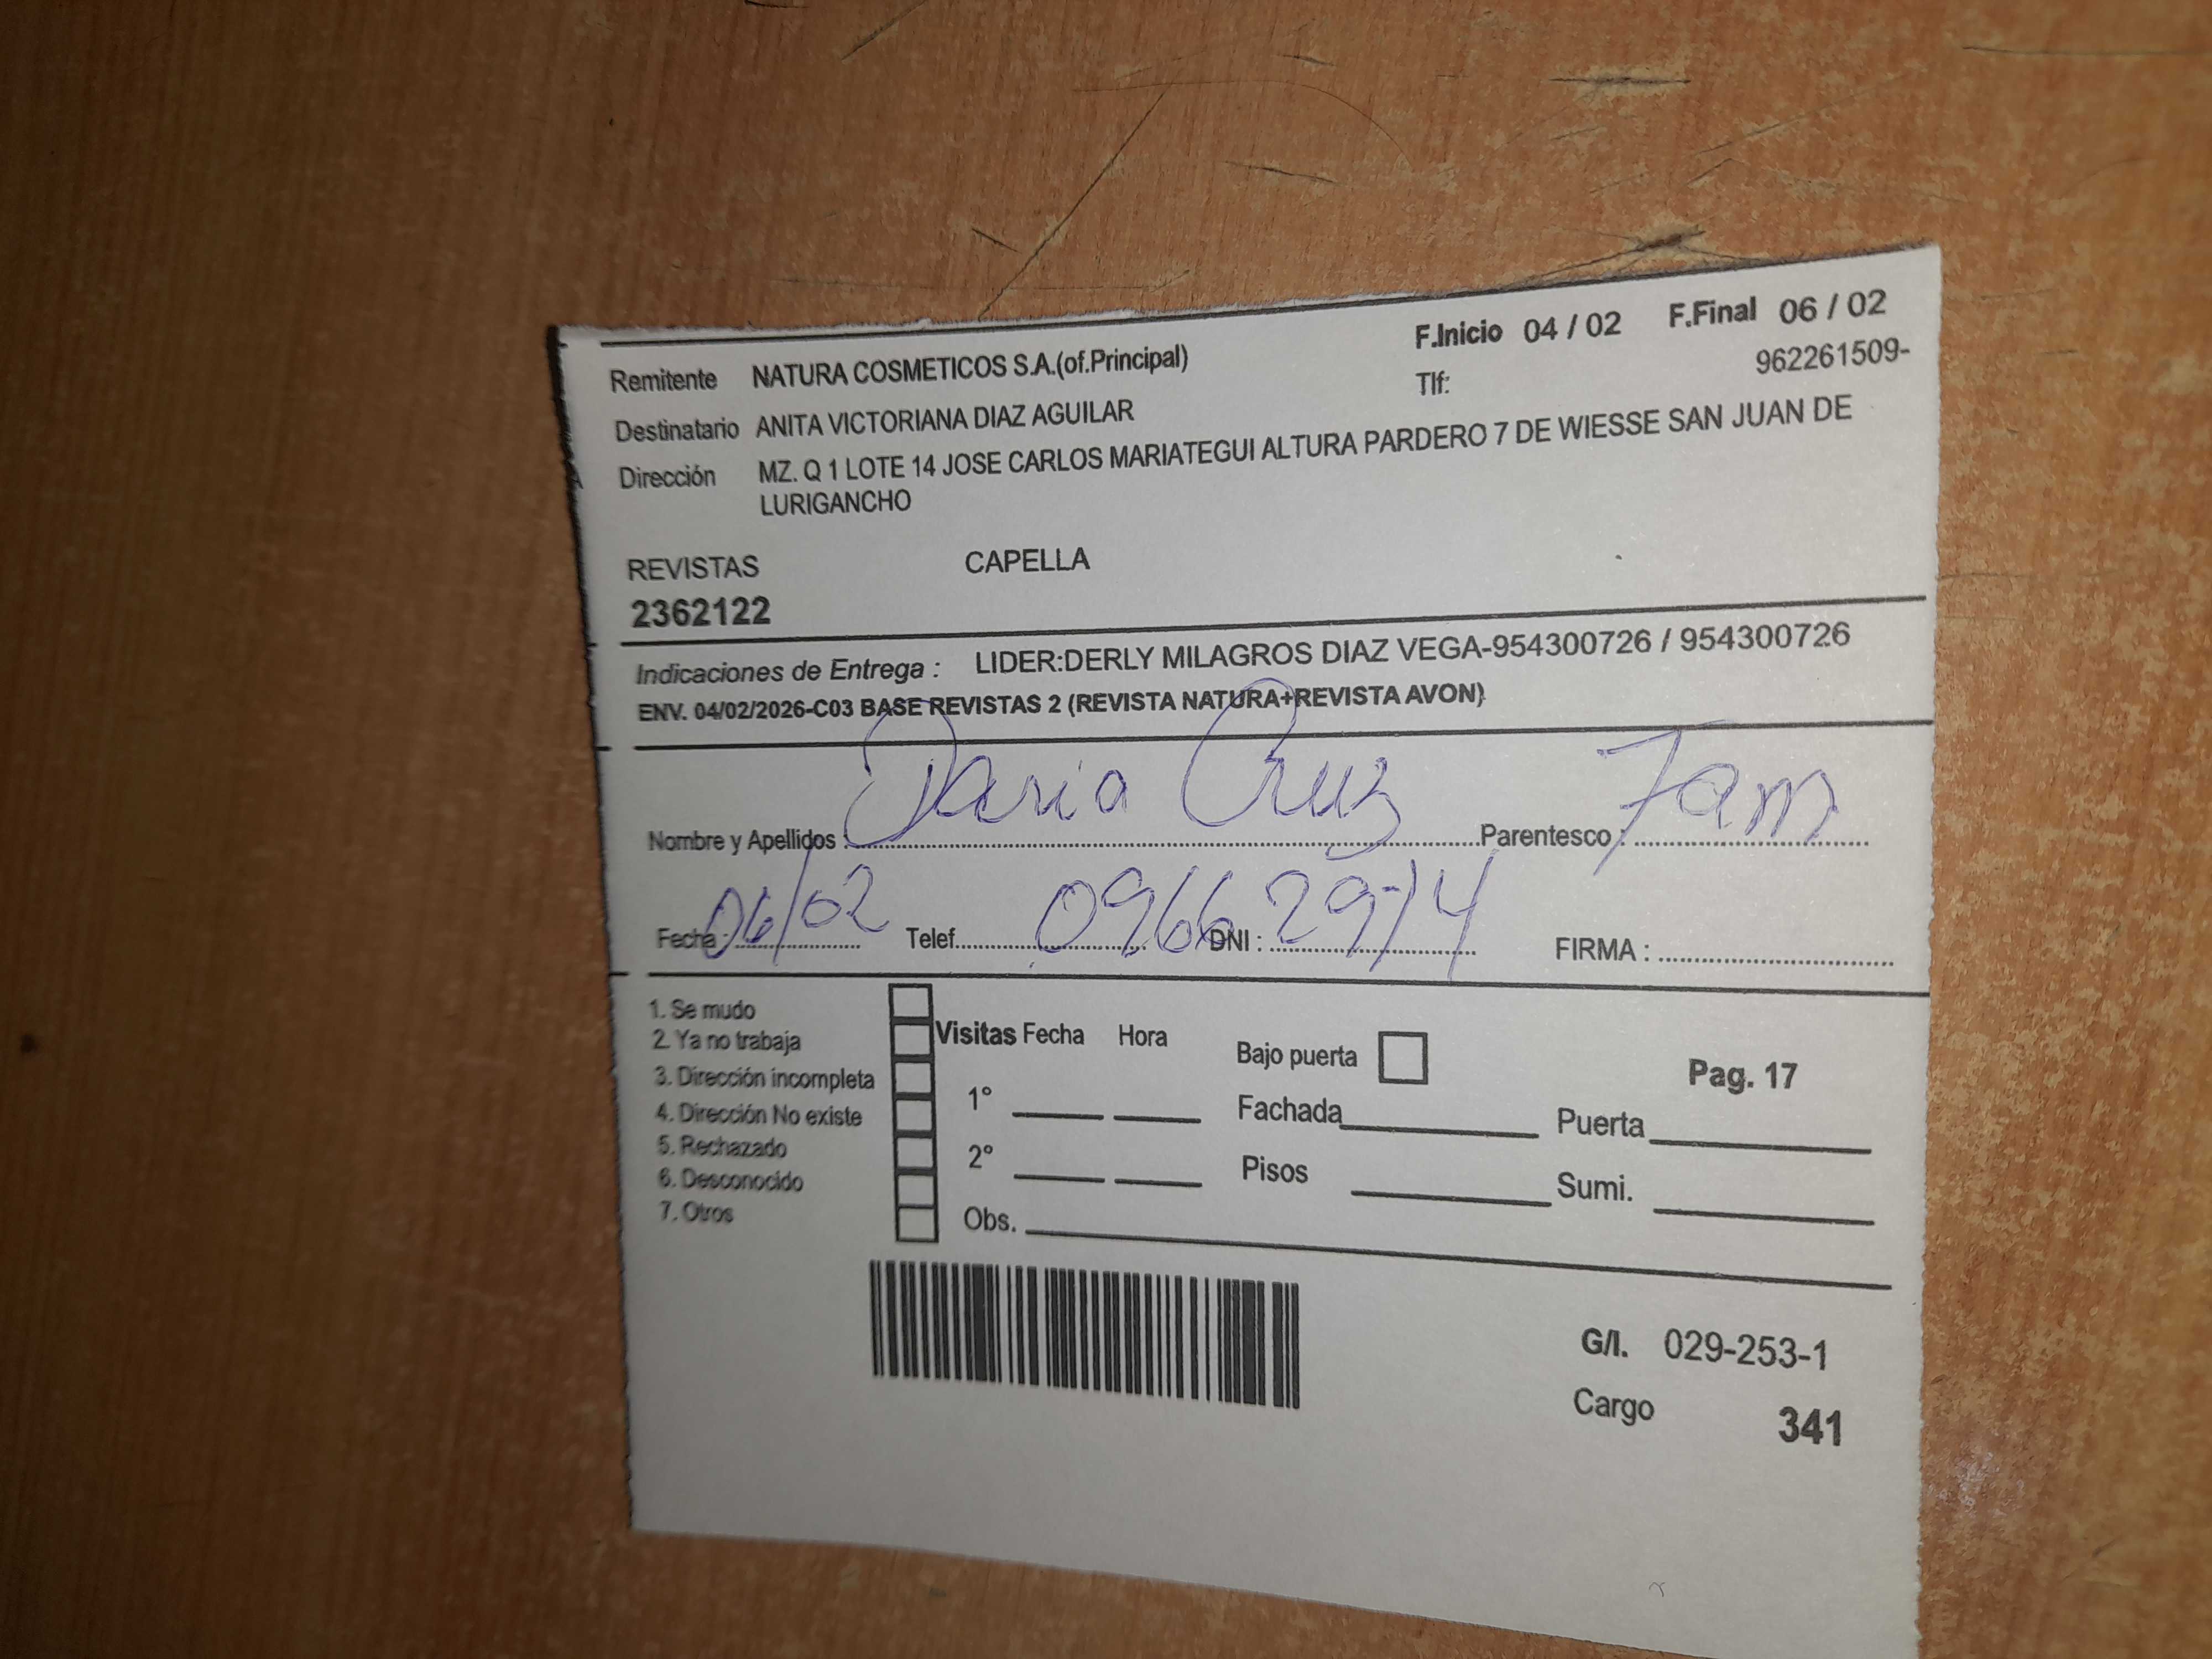 F.Inicio 04 / 02 F.Final 06 / 02
Remitente NATURA COSMETICOS S.A.(of.Principal) Tlf: 962261509-
Destinatario ANITA VICTORIANA DIAZ AGUILAR
Dirección MZ. Q 1 LOTE 14 JOSE CARLOS MARIATEGUI ALTURA PARDERO 7 DE WIESSE SAN JUAN DE
LURIGANCHO
REVISTAS CAPELLA
2362122
Indicaciones de Entrega : LIDER:DERLY MILAGROS DIAZ VEGA-954300726 / 954300726
ENV. 04/02/2026-C03 BASE REVISTAS 2 (REVISTA NATURA+REVISTA AVON)
Nombre y Apellidos : Daria Cruz Parentesco : Fam
Fecha : 06/02 Telef. DNI : 09662974 FIRMA :
1. Se mudo
2. Ya no trabaja
3. Dirección incompleta
4. Dirección No existe
5. Rechazado
6. Desconocido
7. Otros
Visitas Fecha Hora
1°
2°
Obs.
Bajo puerta
Fachada Puerta
Pisos Sumi.
Pag. 17
G/I. 029-253-1
Cargo 341